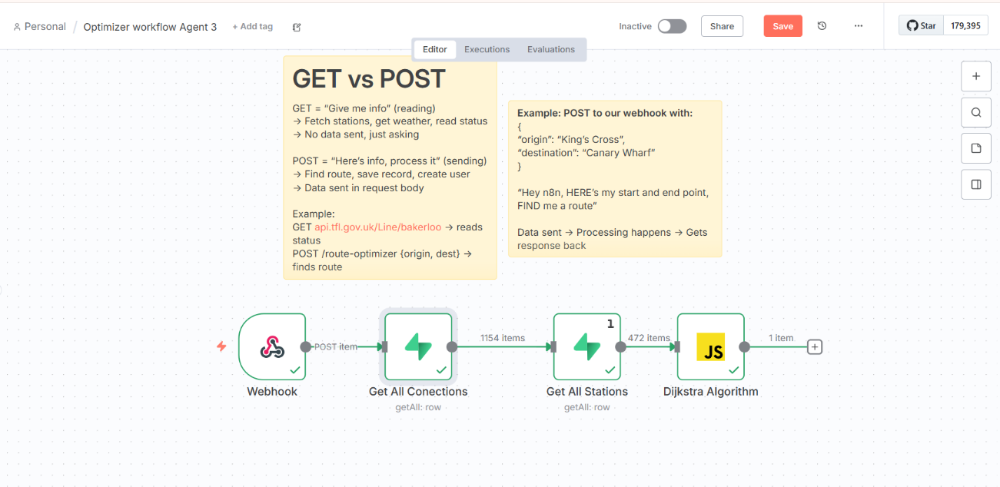 Personal / Optimizer workflow Agent 3 + Add tag
Inactive Share Save ... Star 179,395
Editor Executions Evaluations
GET vs POST
GET = “Give me info” (reading)
→ Fetch stations, get weather, read status
→ No data sent, just asking
POST = “Here’s info, process it” (sending)
→ Find route, save record, create user
→ Data sent in request body
Example:
GET api.tfl.gov.uk/Line/bakerloo → reads
status
POST /route-optimizer {origin, dest} →
finds route
Example: POST to our webhook with:
{
“origin”: “King’s Cross”,
“destination”: “Canary Wharf”
}
“Hey n8n, HERE’s my start and end point,
FIND me a route”
Data sent → Processing happens → Gets
response back
POST item
1154 items
1
472 items
JS
1 item
Webhook
Get All Conections
getAll: row
Get All Stations
getAll: row
Dijkstra Algorithm